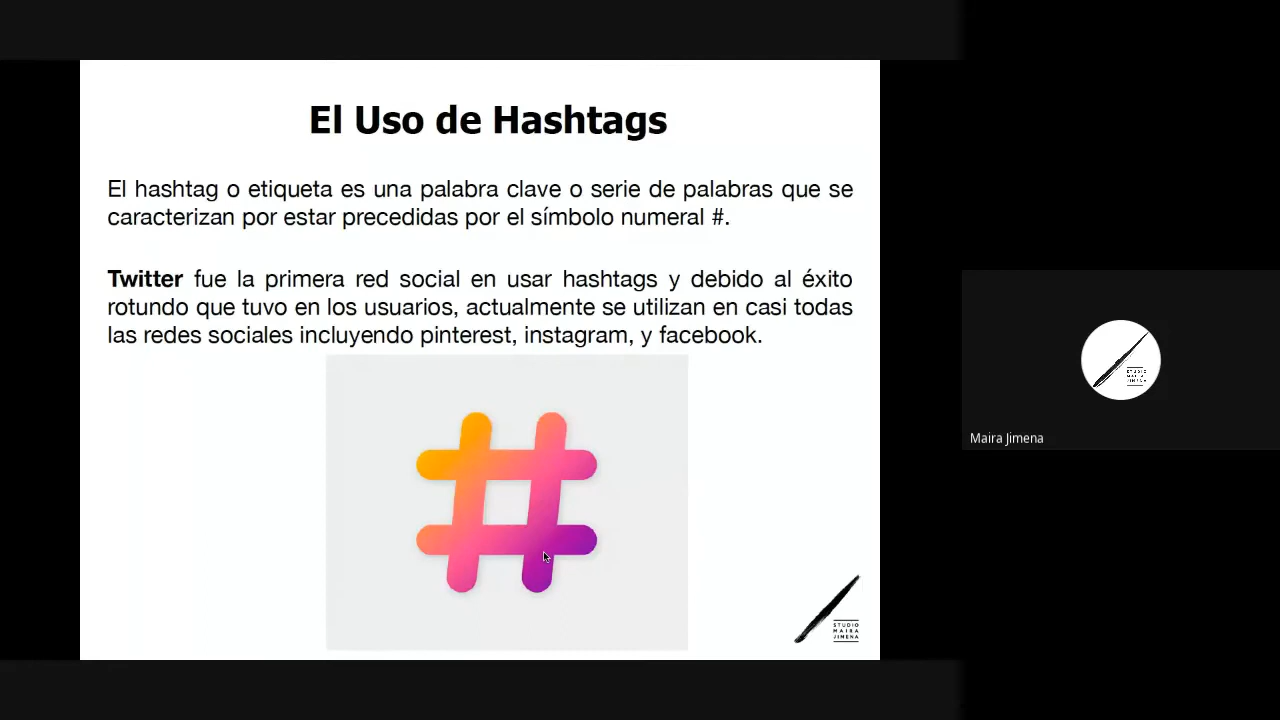 El Uso de Hashtags
El hashtag o etiqueta es una palabra clave o serie de palabras que se
caracterizan por estar precedidas por el símbolo numeral #.
Twitter fue la primera red social en usar hashtags y debido al éxito
rotundo que tuvo en los usuarios, actualmente se utilizan en casi todas
las redes sociales incluyendo pinterest, instagram, y facebook.
STUDIO
MAIRA
JIMENA
STUDIO
MAIRA
JIMENA
Maira Jimena